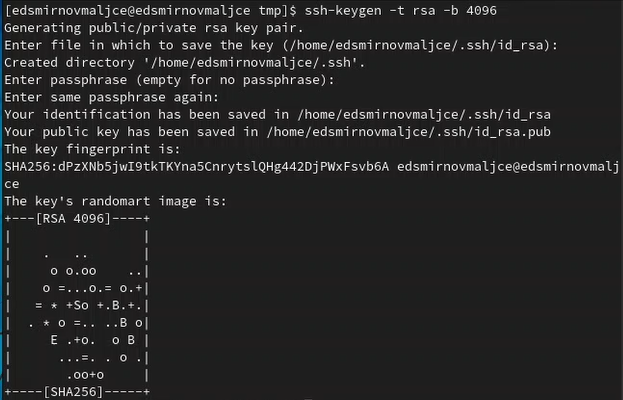 [edsmirnovmaljce@edsmirnovmaljce tmp]$ ssh-keygen -t rsa -b 4096
Generating public/private rsa key pair.
Enter file in which to save the key (/home/edsmirnovmaljce/.ssh/id_rsa):
Created directory '/home/edsmirnovmaljce/.ssh'.
Enter passphrase (empty for no passphrase):
Enter same passphrase again:
Your identification has been saved in /home/edsmirnovmaljce/.ssh/id_rsa
Your public key has been saved in /home/edsmirnovmaljce/.ssh/id_rsa.pub
The key fingerprint is:
SHA256:dPzXNb5jwI9tkTKYna5CnrytslQHg442DjPWxFsvb6A edsmirnovmaljce@edsmirnovmalj
ce
The key's randomart image is:
+---[RSA 4096]----+
|                 |
|    .   ..       |
|     o o.oo    ..|
|    o =...o.= o.+|
|   = * +So +.B.+.|
|  . * o =.. ..B o|
|     E .+o.  o B |
|      ...=. . o .|
|       .oo+o     |
+----[SHA256]-----+